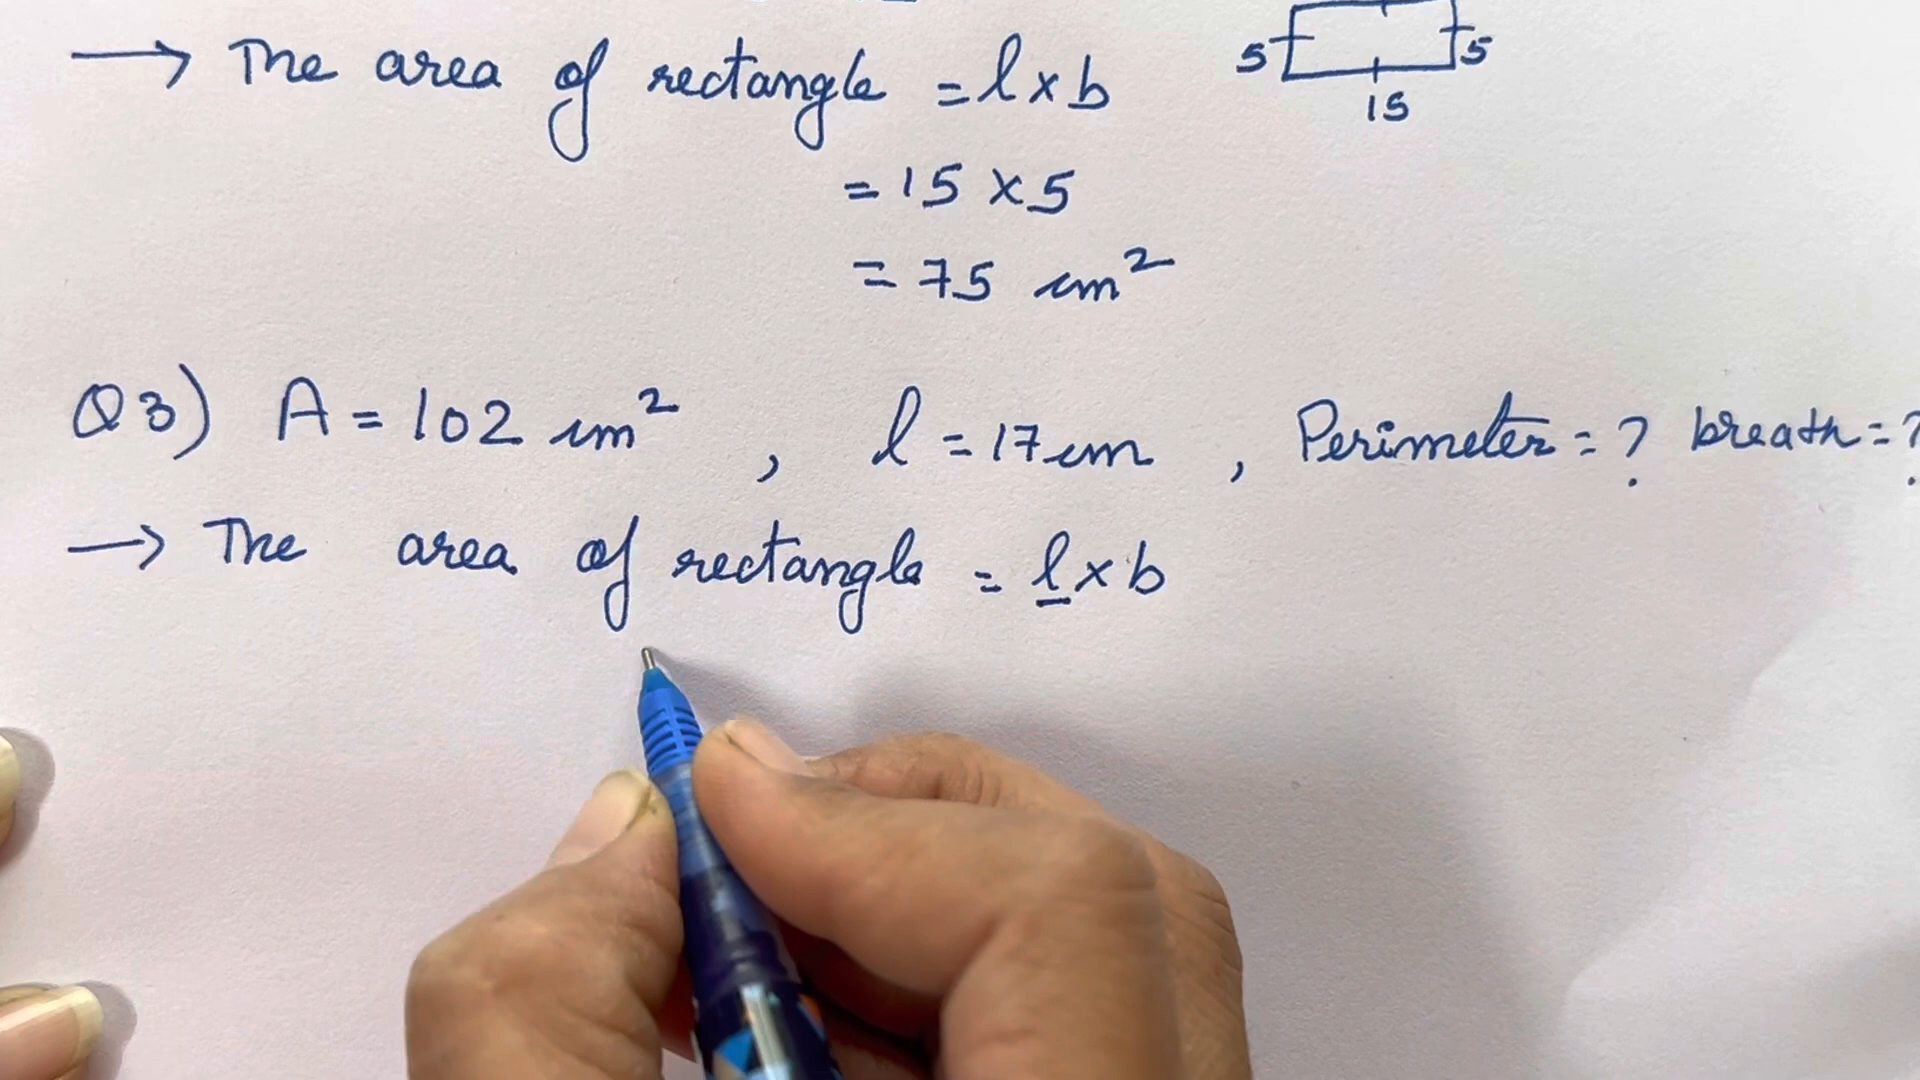 → The area of rectangle = l × b
5 5
15
= 15 × 5
= 75 cm²
Q3) A = 102 cm² , l = 17 cm , Perimeter = ? breath = ?
→ The area of rectangle = l × b